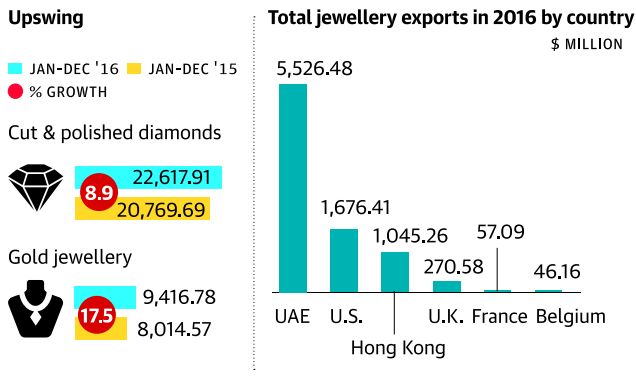 Upswing
JAN-DEC '16 JAN-DEC '15
% GROWTH
Cut & polished diamonds
22,617.91
8.9
20,769.69
Gold jewellery
9,416.78
17.5
8,014.57
Total jewellery exports in 2016 by country
$ MILLION
5,526.48
1,676.41
1,045.26
270.58
57.09
46.16
UAE U.S. U.K. France Belgium
Hong Kong